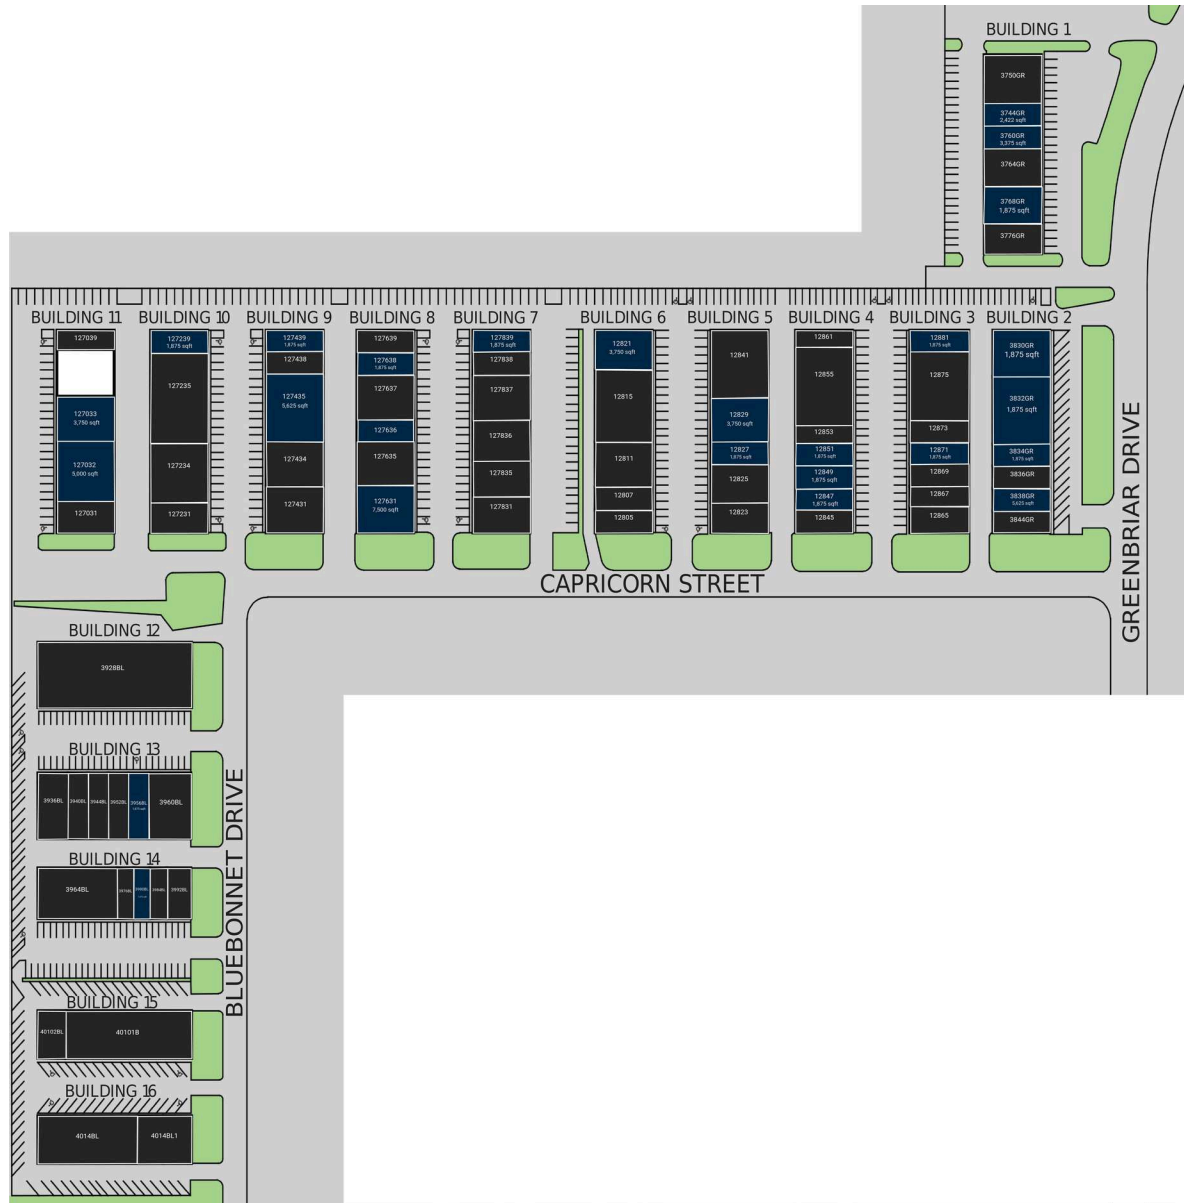 BUILDING 1
3750GR
3744GR
2,422 sqft
3760GR
3,375 sqft
3764GR
3768GR
1,875 sqft
3776GR
BUILDING 11
127039
127033
3,750 sqft
127032
5,000 sqft
127031
BUILDING 10
127239
1,875 sqft
127235
127234
127231
BUILDING 9
127439
1,875 sqft
127438
127435
5,625 sqft
127434
127431
BUILDING 8
127639
127638
1,875 sqft
127637
127636
127635
127631
7,500 sqft
BUILDING 7
127839
1,875 sqft
127838
127837
127836
127835
127831
BUILDING 6
12821
3,750 sqft
12815
12811
12807
12805
BUILDING 5
12841
12829
3,750 sqft
12827
1,875 sqft
12825
12823
BUILDING 4
12861
12855
12853
12851
1,875 sqft
12849
1,875 sqft
12847
1,875 sqft
12845
BUILDING 3
12881
1,875 sqft
12875
12873
12871
1,875 sqft
12869
12867
12865
BUILDING 2
3830GR
1,875 sqft
3832GR
1,875 sqft
3834GR
1,875 sqft
3836GR
3838GR
5,625 sqft
3844GR
GREENBRIAR DRIVE
CAPRICORN STREET
BUILDING 12
3928BL
BUILDING 13
3936BL
3940BL
3944BL
3952BL
3956BL
3960BL
BUILDING 14
3964BL
3992BL
BLUEBONNET DRIVE
BUILDING 15
40102BL
40101B
BUILDING 16
4014BL
4014BL1